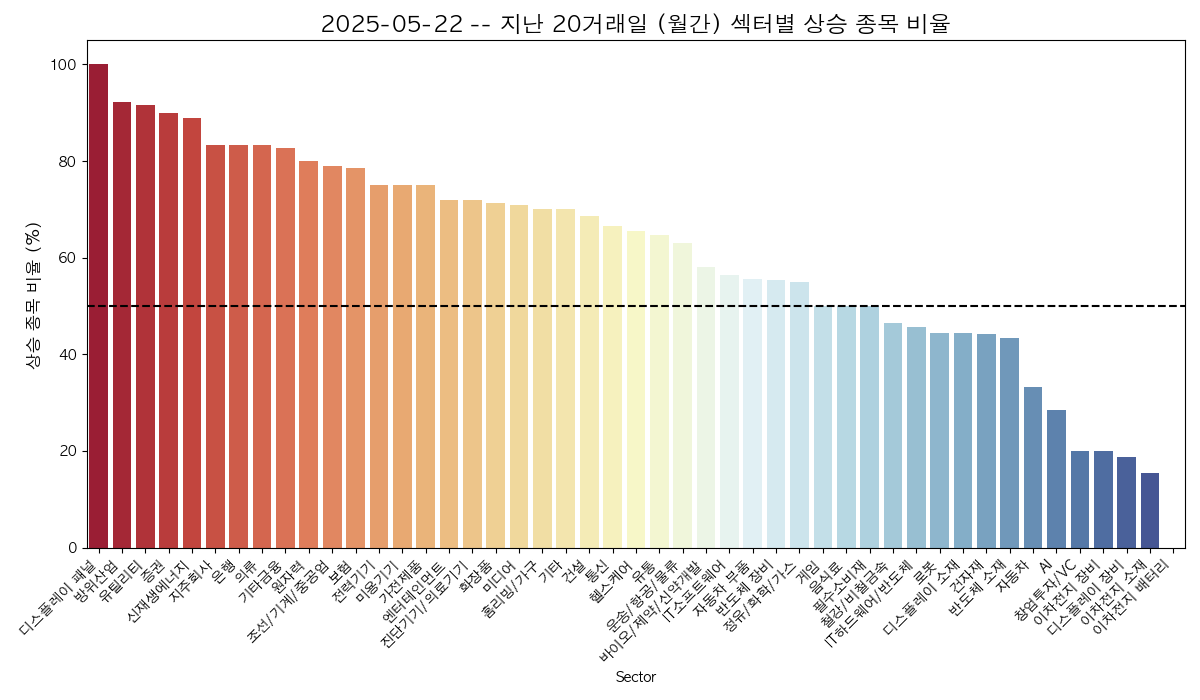 2025-05-22 -- 지난 20거래일 (월간) 섹터별 상승 종목 비율
상승 종목 비율 (%)
100
80
60
40
20
0
디스플레이 패널
방위산업
유틸리티
증권
신재생에너지
지주회사
은행
의류
기타금융
원자력
조선/기계/중공업
보험
전력기기
미용기기
가전제품
엔터테인먼트
진단기기/의료기기
화장품
미디어
홈리빙/가구
기타
건설
통신
헬스케어
유통
운송/항공/물류
바이오/제약/신약개발
IT소프트웨어
자동차 부품
반도체 장비
정유/화학/가스
게임
음식료
필수소비재
철강/비철금속
IT하드웨어/반도체
로봇
디스플레이 소재
전자재
반도체 소재
자동차
AI
창업투자/VC
이차전지 장비
디스플레이 장비
이차전지 소재
이차전지 배터리
Sector